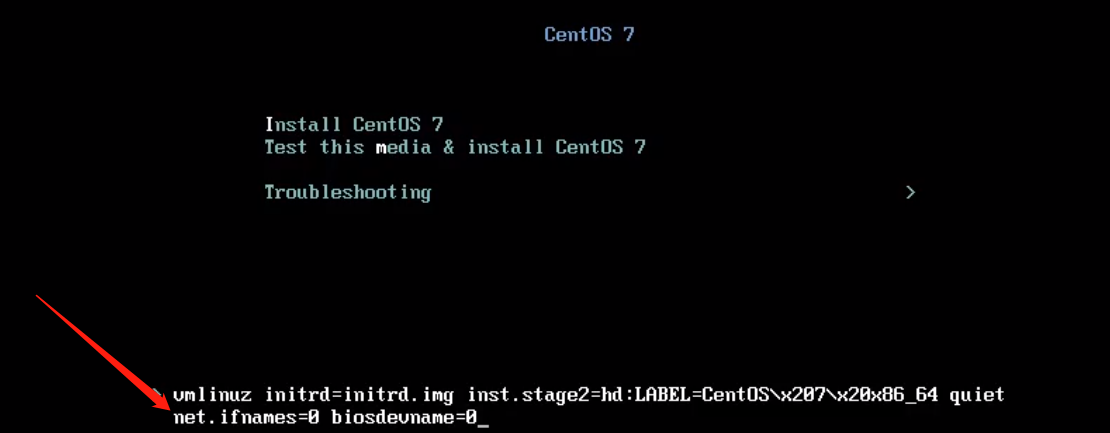 CentOS 7
Install CentOS 7
Test this media & install CentOS 7
Troubleshooting >
> vmlinuz initrd=initrd.img inst.stage2=hd:LABEL=CentOS\x207\x20x86_64 quiet
net.ifnames=0 biosdevname=0_